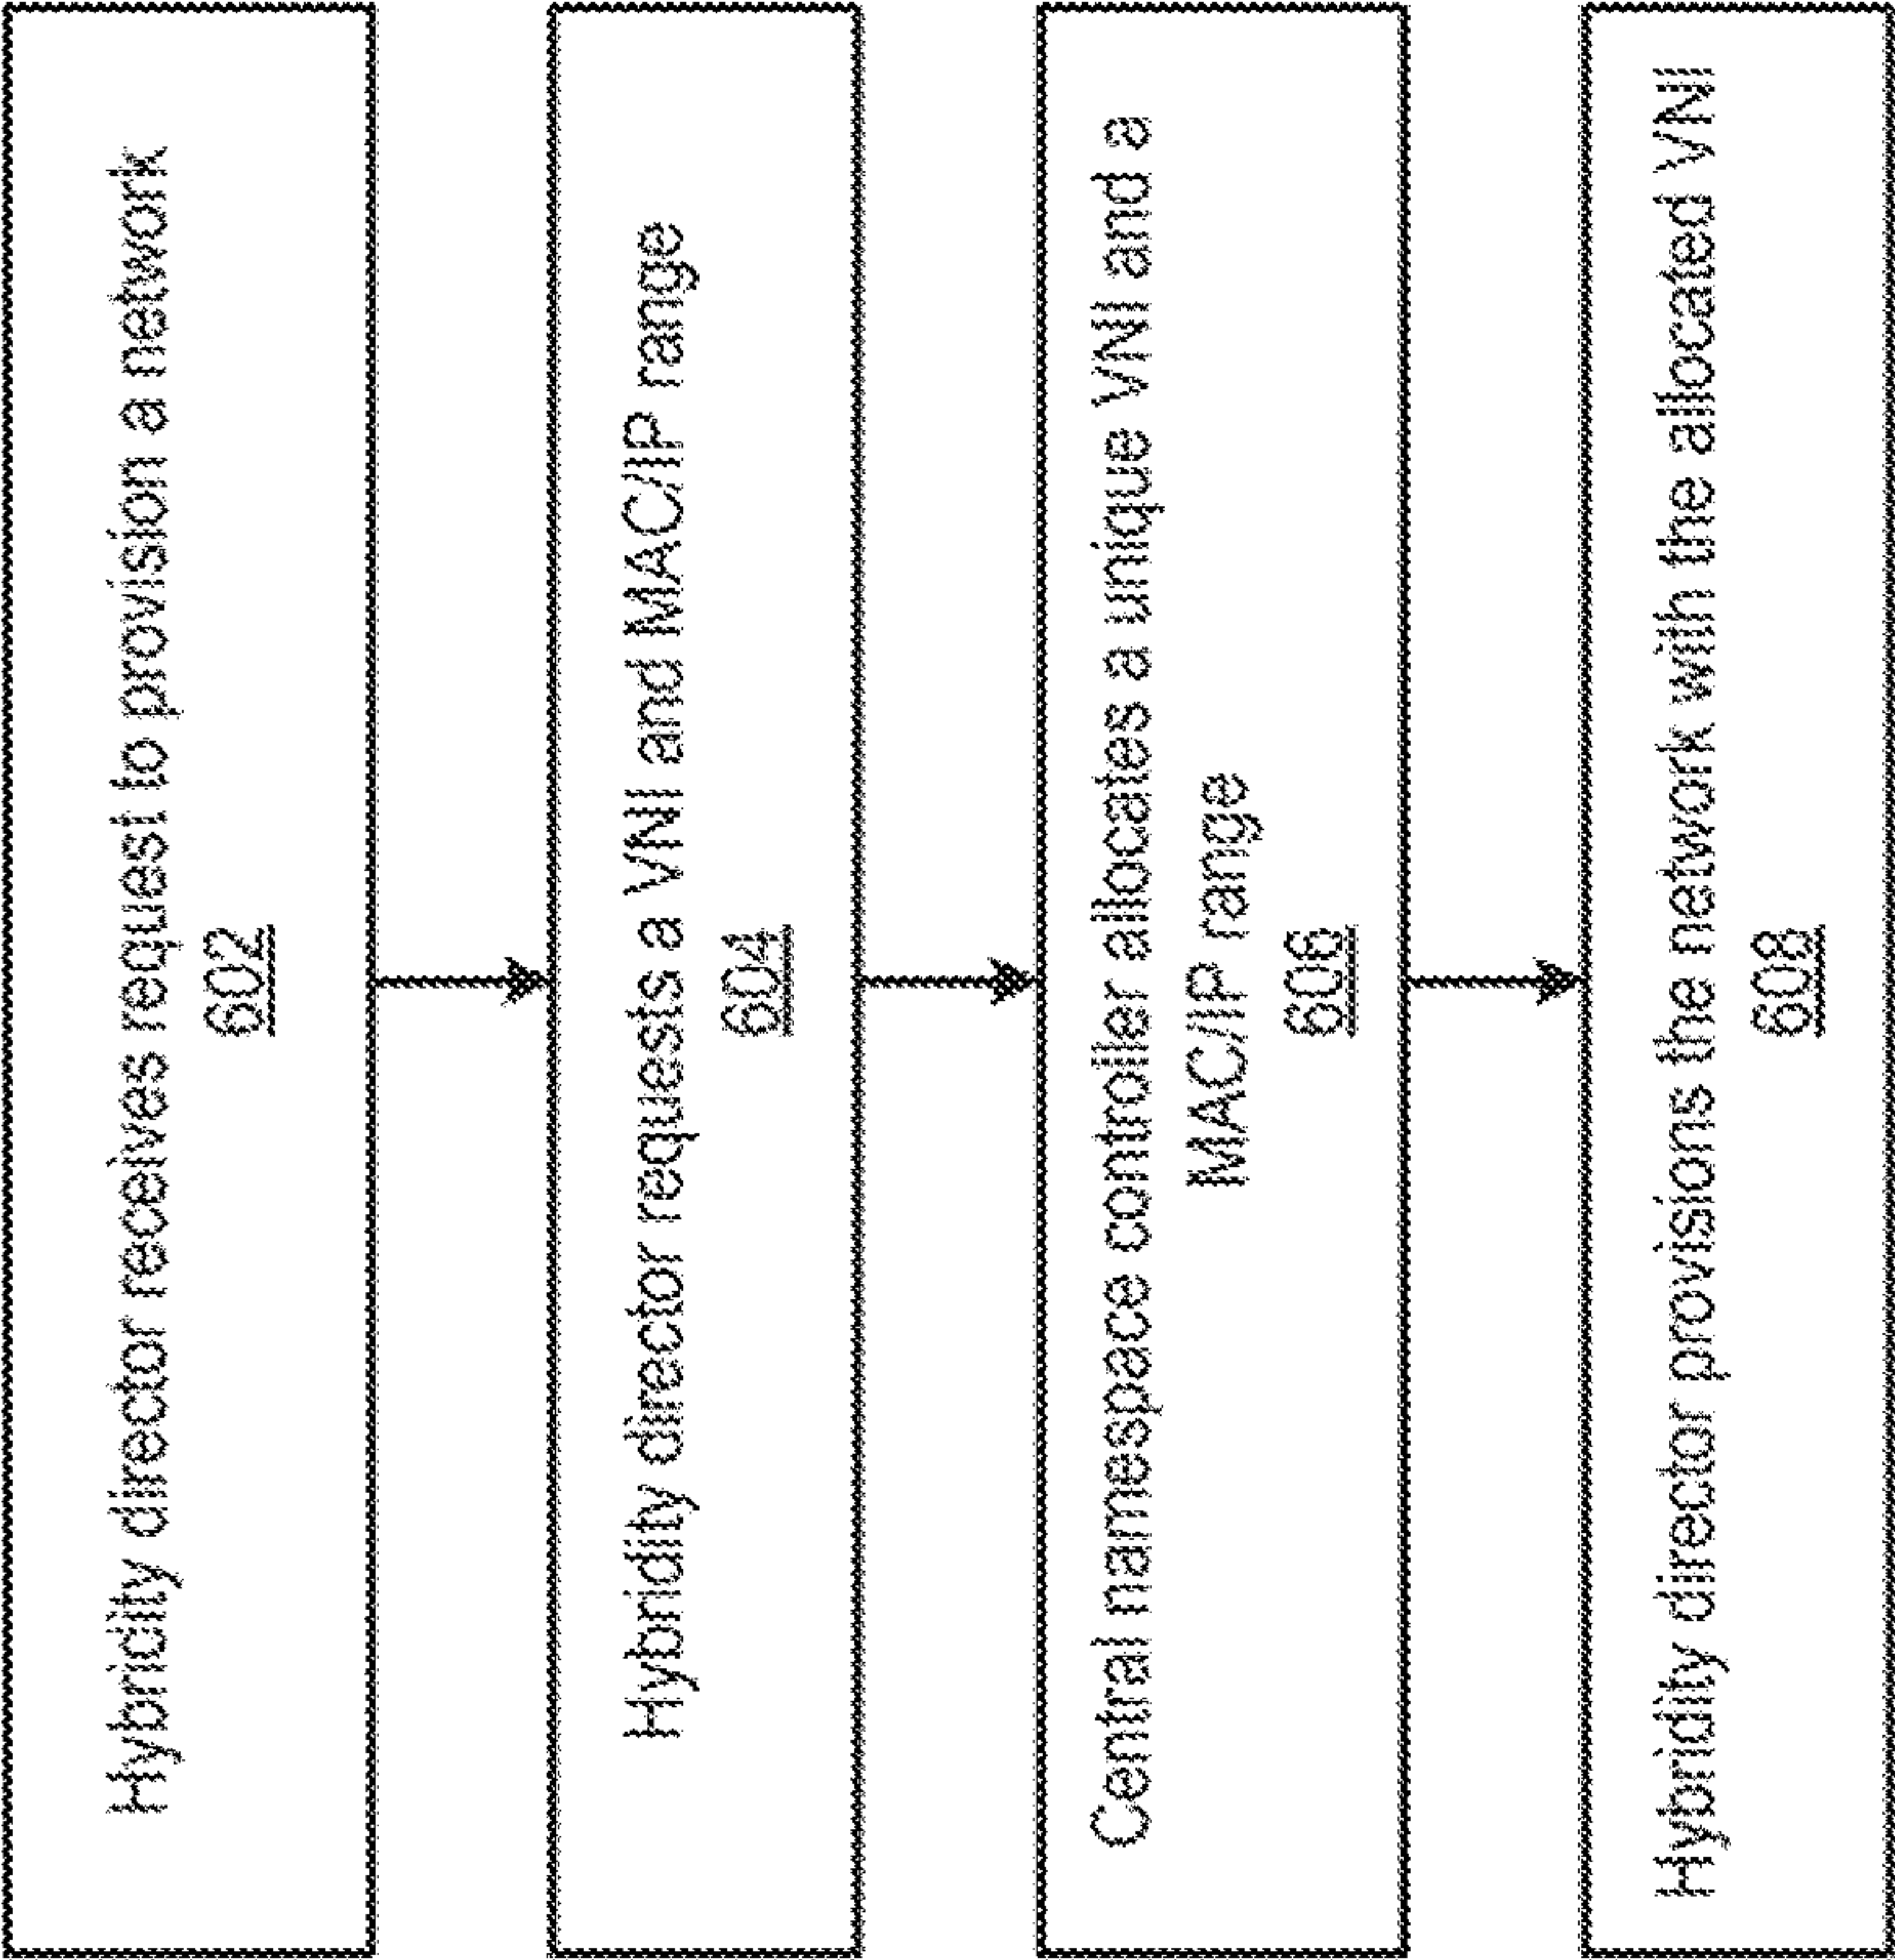 Hybridity director receives request to provision a network
602
Hybridity director requests a VNI and MAC/IP range
604
Central namespace controller allocates a unique VNI and a
MAC/IP range
606
Hybridity director provisions the network with the allocated VNI
608